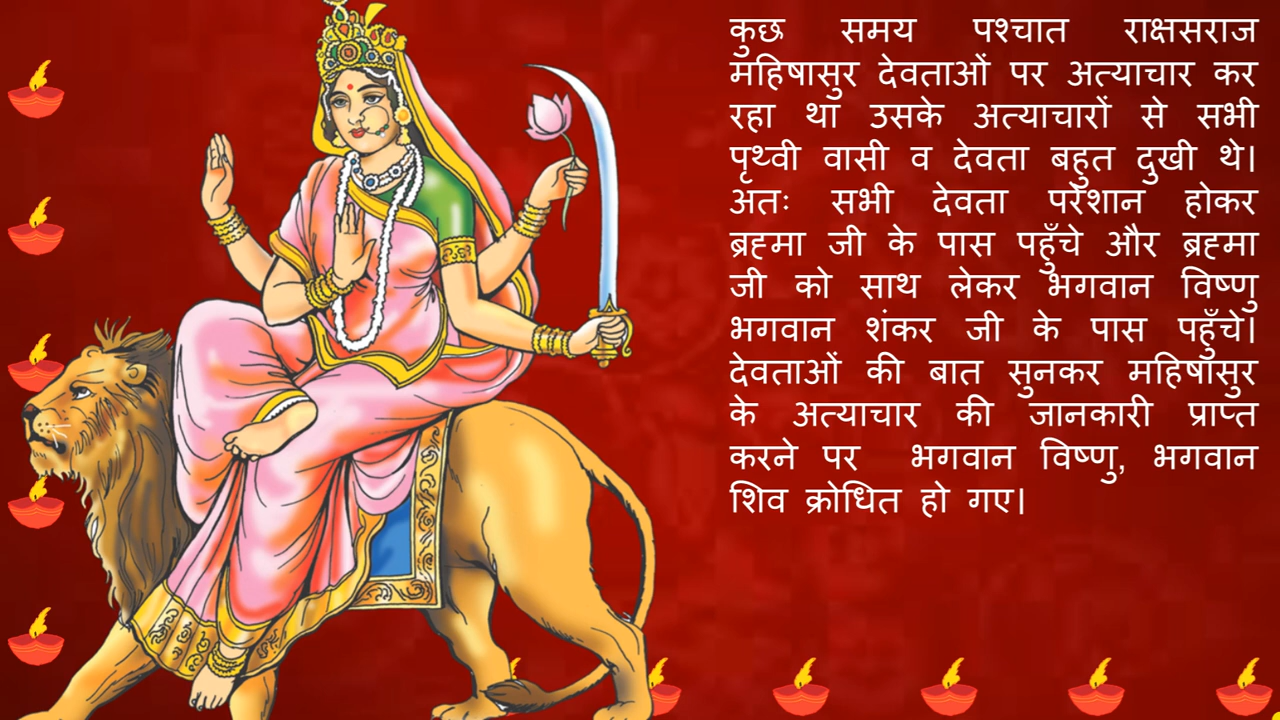 कुछ समय पश्चात राक्षसराज
महिषासुर देवताओं पर अत्याचार कर
रहा था उसके अत्याचारों से सभी
पृथ्वी वासी व देवता बहुत दुखी थे।
अतः सभी देवता परेशान होकर
ब्रह्मा जी के पास पहुँचे और ब्रह्मा
जी को साथ लेकर भगवान विष्णु
भगवान शंकर जी के पास पहुँचे।
देवताओं की बात सुनकर महिषासुर
के अत्याचार की जानकारी प्राप्त
करने पर भगवान विष्णु, भगवान
शिव क्रोधित हो गए।